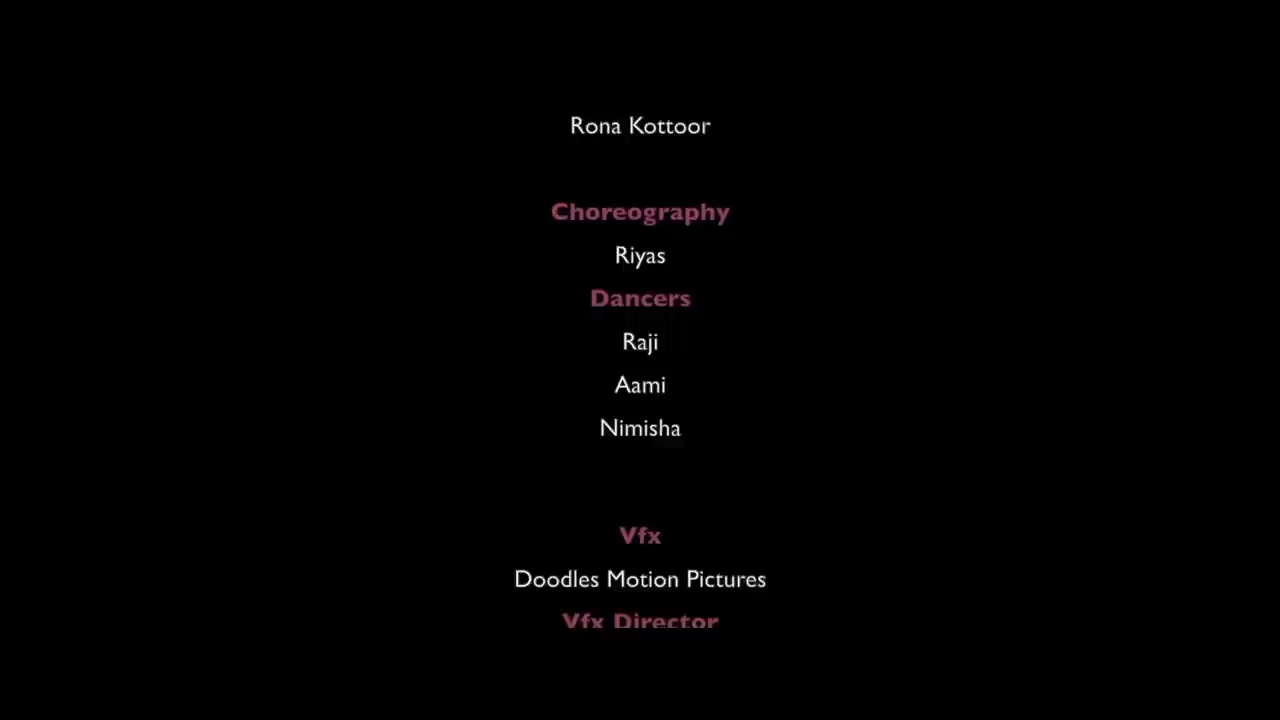 Rona Kottoor
Choreography
Riyas
Dancers
Raji
Aami
Nimisha
Vfx
Doodles Motion Pictures
Vfx Director